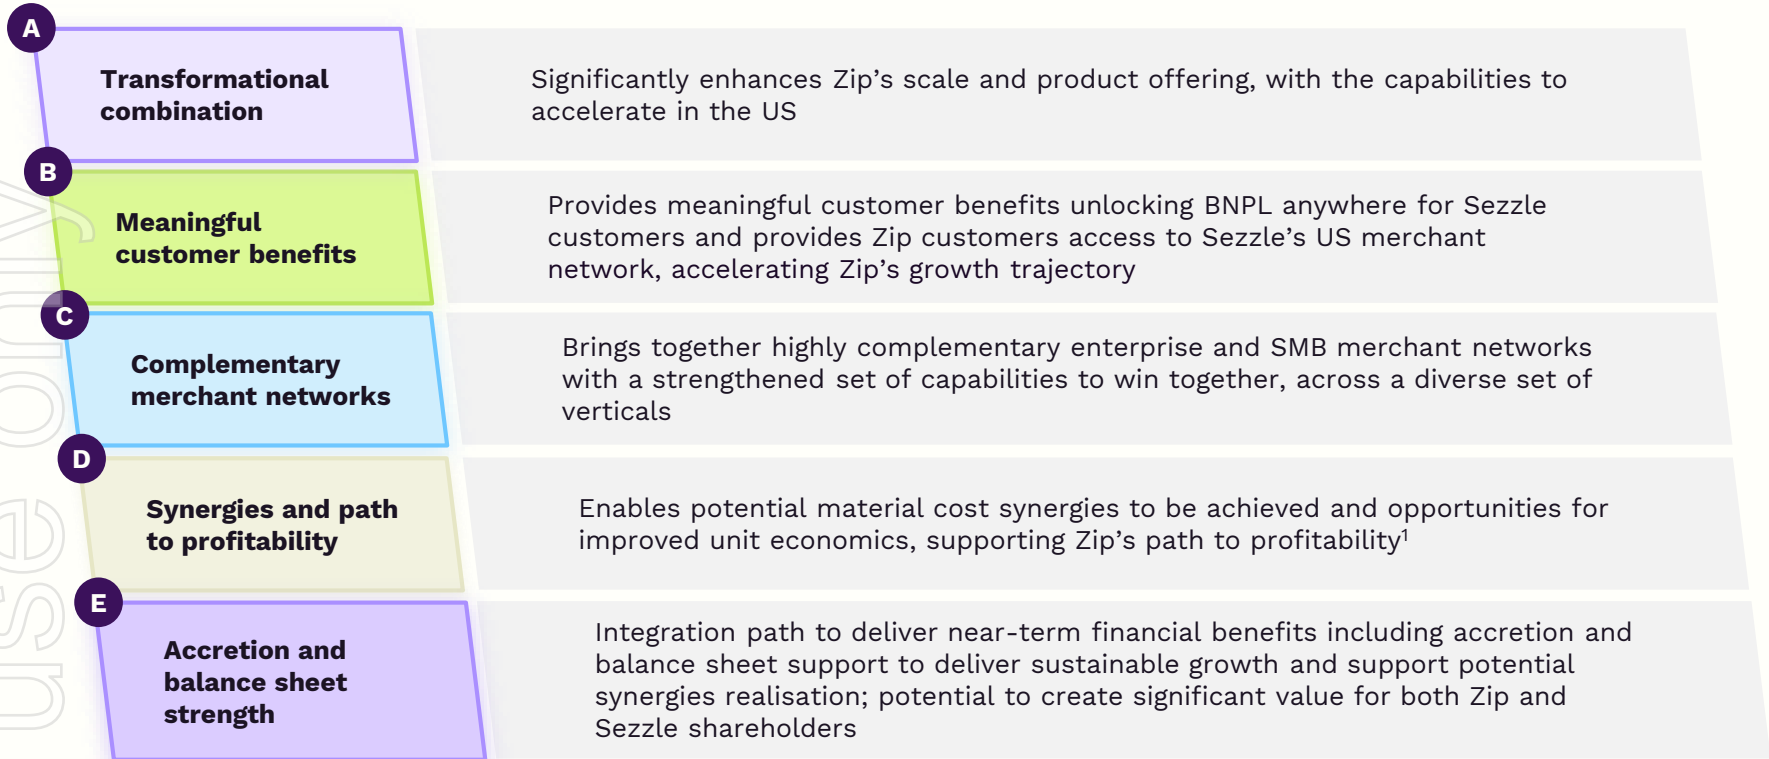 A
Transformational
combination
Significantly enhances Zip’s scale and product offering, with the capabilities to
accelerate in the US
B
Meaningful
customer benefits
Provides meaningful customer benefits unlocking BNPL anywhere for Sezzle
customers and provides Zip customers access to Sezzle’s US merchant
network, accelerating Zip’s growth trajectory
C
Complementary
merchant networks
Brings together highly complementary enterprise and SMB merchant networks
with a strengthened set of capabilities to win together, across a diverse set of
verticals
D
Synergies and path
to profitability
Enables potential material cost synergies to be achieved and opportunities for
improved unit economics, supporting Zip’s path to profitability¹
E
Accretion and
balance sheet
strength
Integration path to deliver near-term financial benefits including accretion and
balance sheet support to deliver sustainable growth and support potential
synergies realisation; potential to create significant value for both Zip and
Sezzle shareholders
use only